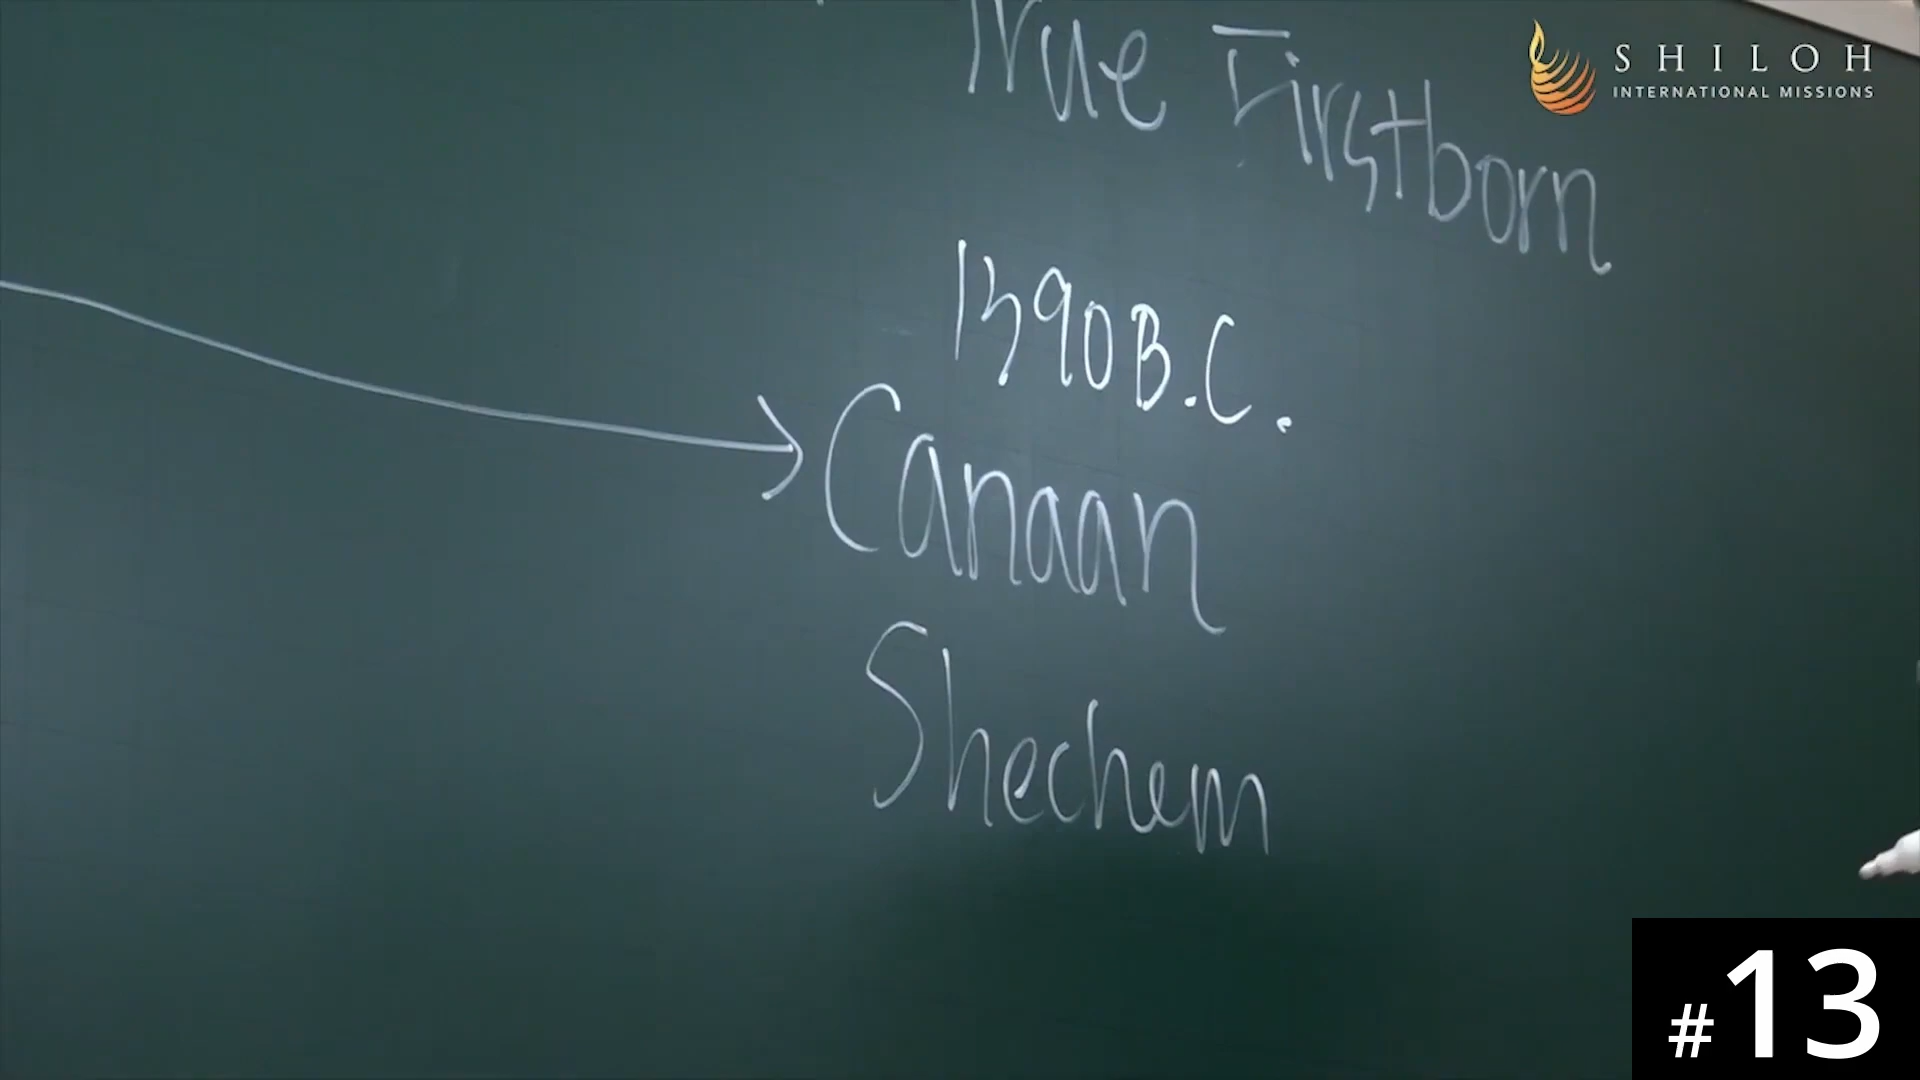 True Firstborn
SHILOH
INTERNATIONAL MISSIONS
1390 B.C.
Canaan
Shechem
#13